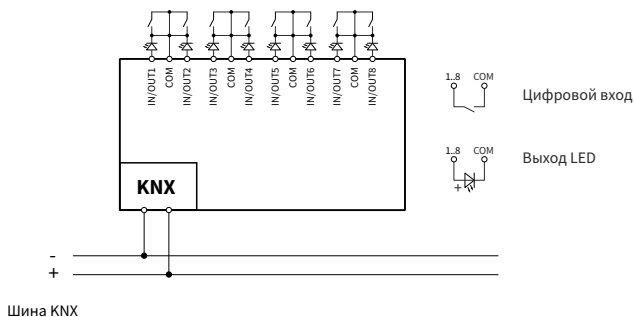 IN/OUT1
COM
IN/OUT2
IN/OUT3
COM
IN/OUT4
IN/OUT5
COM
IN/OUT6
IN/OUT7
COM
IN/OUT8
1..8 COM
Цифровой вход
1..8 COM
Выход LED
+
KNX
-
+
Шина KNX